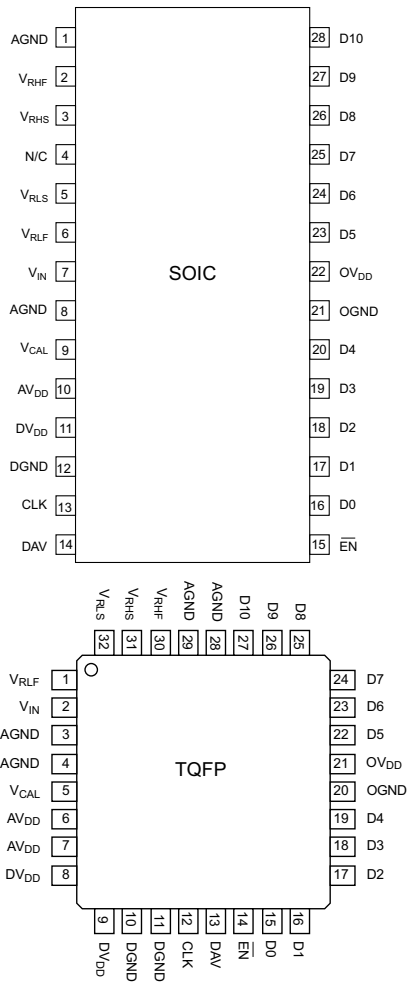 AGND 1 28 D10
VRHF 2 27 D9
VRHS 3 26 D8
N/C 4 25 D7
VRLS 5 24 D6
VRLF 6 23 D5
VIN 7 SOIC 22 OVDD
AGND 8 21 OGND
VCAL 9 20 D4
AVDD 10 19 D3
DVDD 11 18 D2
DGND 12 17 D1
CLK 13 16 D0
DAV 14 15 EN
VRLS VRHS VRHF AGND AGND D10 D9 D8
32 31 30 29 28 27 26 25
VRLF 1 24 D7
VIN 2 23 D6
AGND 3 22 D5
AGND 4 TQFP 21 OVDD
VCAL 5 20 OGND
AVDD 6 19 D4
AVDD 7 18 D3
DVDD 8 17 D2
9 10 11 12 13 14 15 16
DVDD DGND DGND CLK DAV EN D0 D1